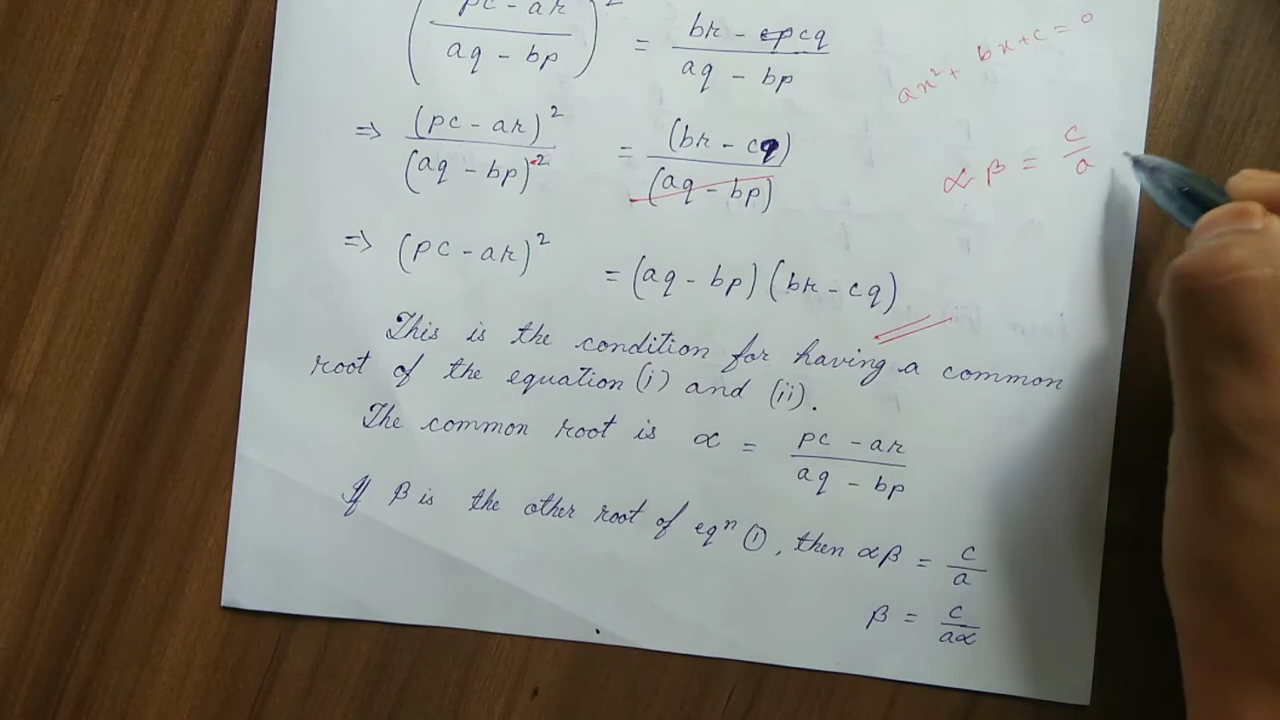 (pc - ar / aq - bp)² = br - cq / aq - bp
ax² + bx + c = 0
=> (pc - ar)² / (aq - bp)² = (br - cq) / (aq - bp)
αβ = c/a
=> (pc - ar)² = (aq - bp) (br - cq)
This is the condition for having a common
root of the equation (i) and (ii).
The common root is α = pc - ar / aq - bp
If β is the other root of eqⁿ ①, then αβ = c/a
β = c/aα